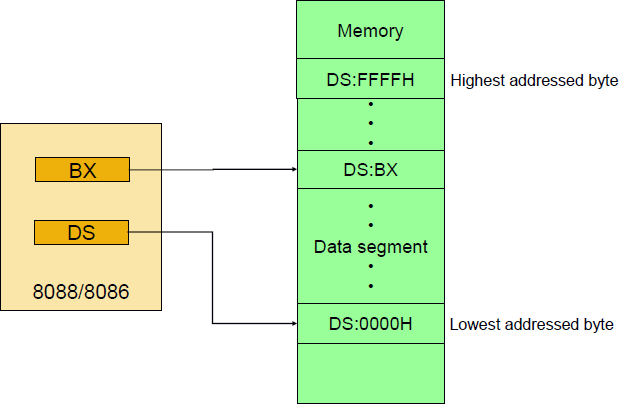 Memory
DS:FFFFH
Highest addressed byte
BX
DS:BX
DS
Data segment
8088/8086
DS:0000H
Lowest addressed byte